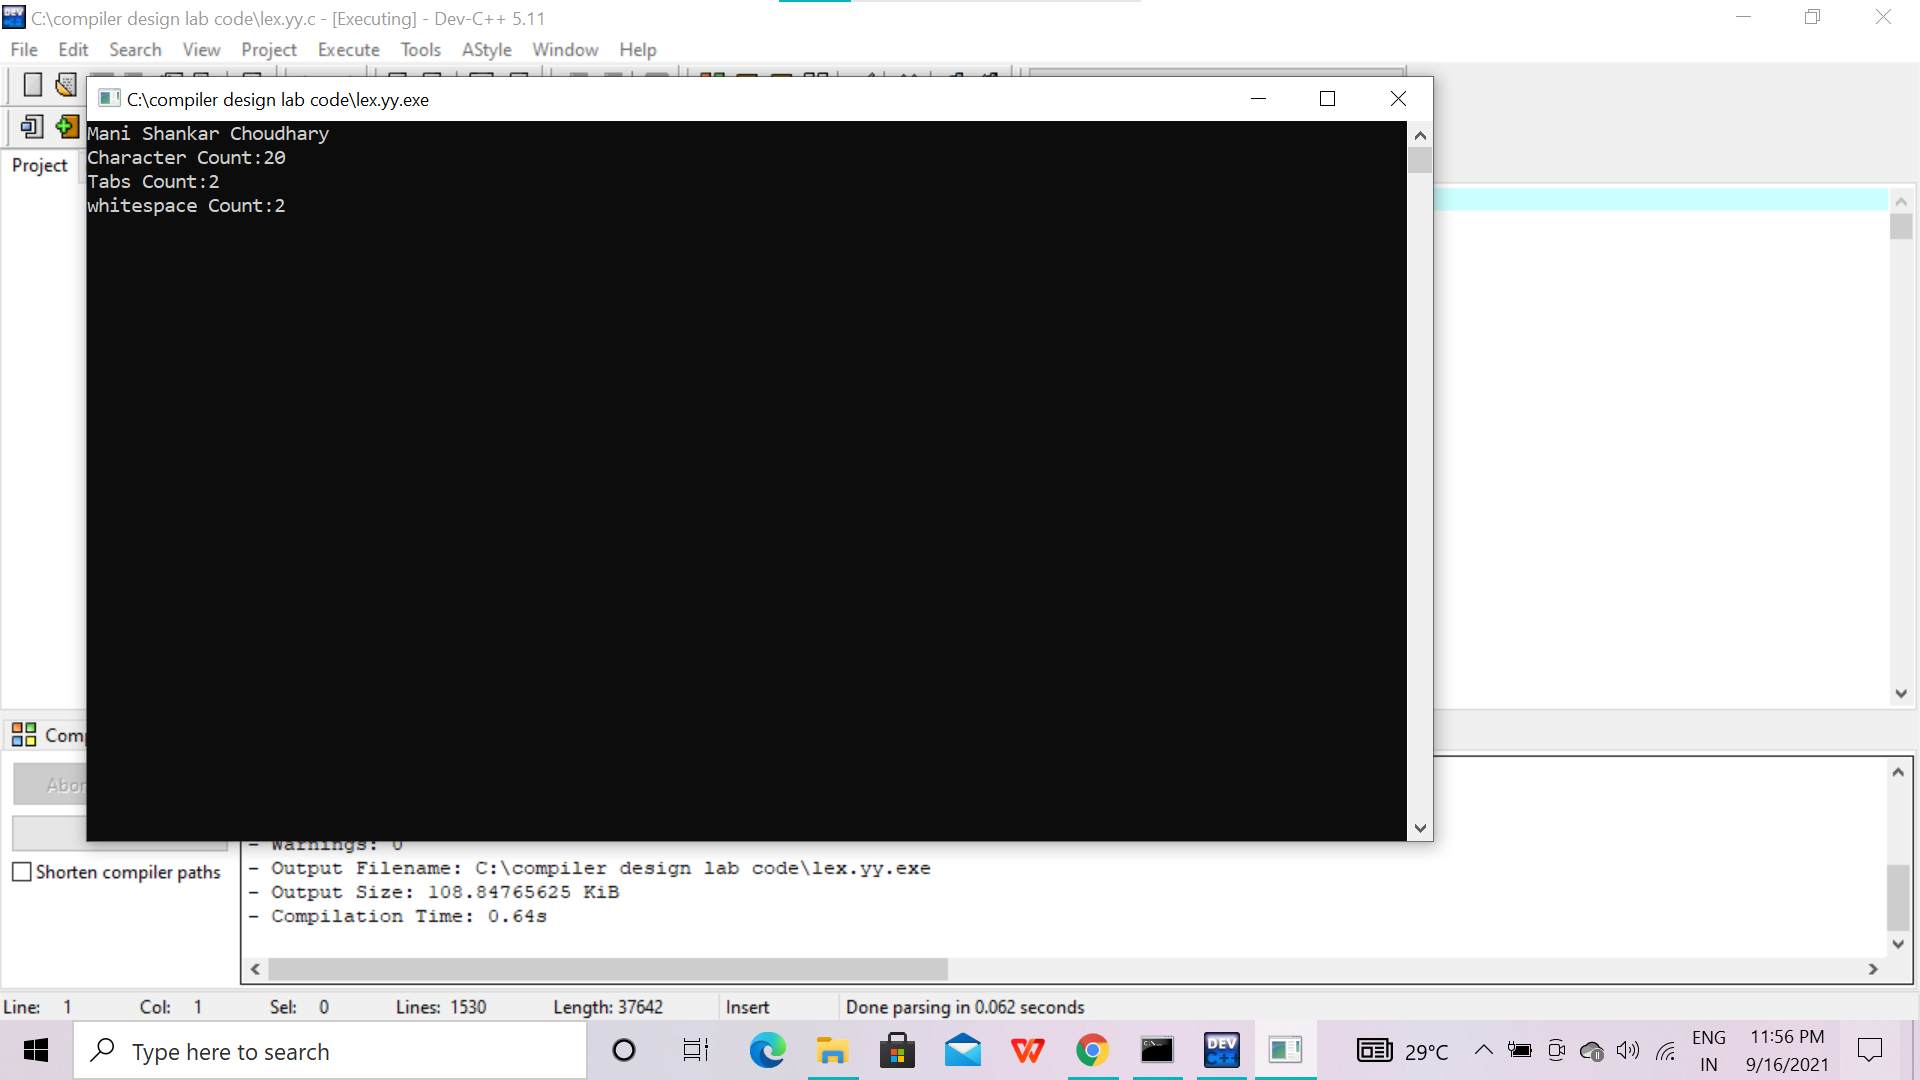 C:\compiler design lab code\lex.yy.c - [Executing] - Dev-C++ 5.11
File Edit Search View Project Execute Tools AStyle Window Help
C:\compiler design lab code\lex.yy.exe
Mani Shankar Choudhary
Character Count:20
Tabs Count:2
whitespace Count:2
Project
Shorten compiler paths
- Warnings: 0
- Output Filename: C:\compiler design lab code\lex.yy.exe
- Output Size: 108.84765625 KiB
- Compilation Time: 0.64s
Line: 1 Col: 1 Sel: 0 Lines: 1530 Length: 37642 Insert Done parsing in 0.062 seconds
Type here to search
DEV C++
29°C
ENG
IN
11:56 PM
9/16/2021